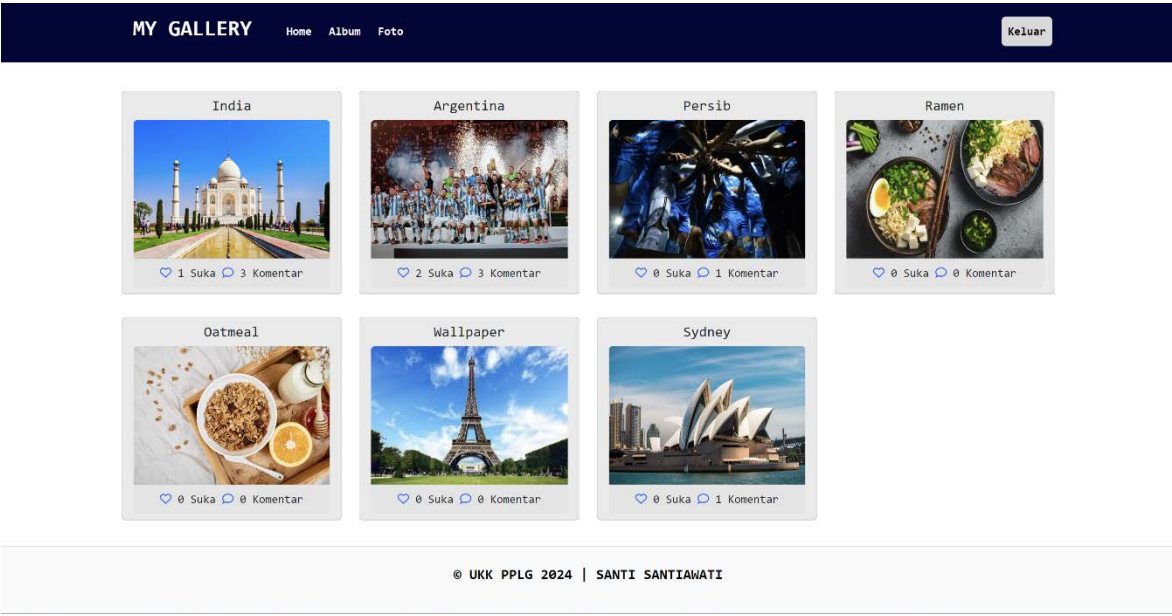 MY GALLERY Home Album Foto Keluar
India Argentina Persib Ramen
1 Suka 3 Komentar 2 Suka 3 Komentar 0 Suka 1 Komentar 0 Suka 0 Komentar
Oatmeal Wallpaper Sydney
0 Suka 0 Komentar 0 Suka 0 Komentar 0 Suka 1 Komentar
© UKK PPLG 2024 | SANTI SANTIAWATI